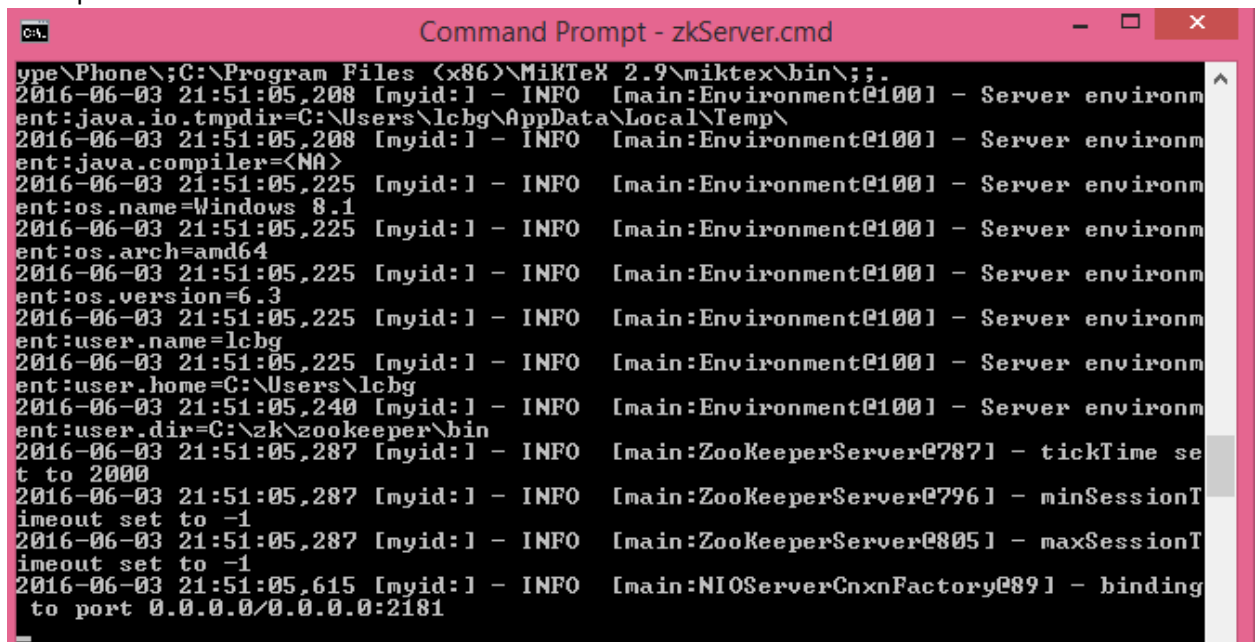 Command Prompt - zkServer.cmd
ype\Phone\;C:\Program Files (x86)\MiKTeX 2.9\miktex\bin\;;.
2016-06-03 21:51:05,208 [myid:] - INFO  [main:Environment@100] - Server environm
ent:java.io.tmpdir=C:\Users\lcbg\AppData\Local\Temp\
2016-06-03 21:51:05,208 [myid:] - INFO  [main:Environment@100] - Server environm
ent:java.compiler=<NA>
2016-06-03 21:51:05,225 [myid:] - INFO  [main:Environment@100] - Server environm
ent:os.name=Windows 8.1
2016-06-03 21:51:05,225 [myid:] - INFO  [main:Environment@100] - Server environm
ent:os.arch=amd64
2016-06-03 21:51:05,225 [myid:] - INFO  [main:Environment@100] - Server environm
ent:os.version=6.3
2016-06-03 21:51:05,225 [myid:] - INFO  [main:Environment@100] - Server environm
ent:user.name=lcbg
2016-06-03 21:51:05,225 [myid:] - INFO  [main:Environment@100] - Server environm
ent:user.home=C:\Users\lcbg
2016-06-03 21:51:05,240 [myid:] - INFO  [main:Environment@100] - Server environm
ent:user.dir=C:\zk\zookeeper\bin
2016-06-03 21:51:05,287 [myid:] - INFO  [main:ZooKeeperServer@787] - tickTime se
t to 2000
2016-06-03 21:51:05,287 [myid:] - INFO  [main:ZooKeeperServer@796] - minSessionT
imeout set to -1
2016-06-03 21:51:05,287 [myid:] - INFO  [main:ZooKeeperServer@805] - maxSessionT
imeout set to -1
2016-06-03 21:51:05,615 [myid:] - INFO  [main:NIOServerCnxnFactory@89] - binding
 to port 0.0.0.0/0.0.0.0:2181